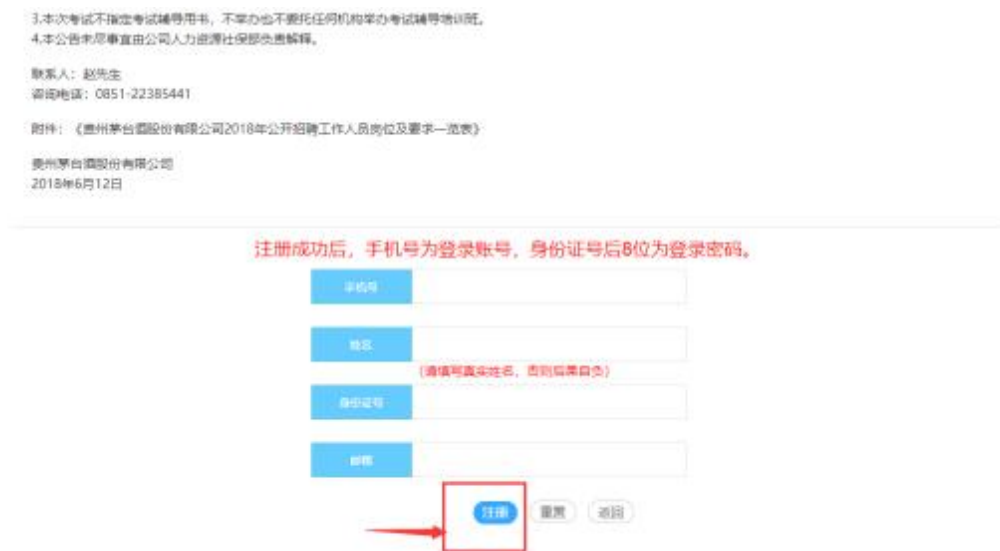 3.本次考试不指定考试辅导用书，不举办也不委托任何机构举办考试辅导培训班。
4.本公告未尽事宜由公司人力资源社保部负责解释。
联系人：赵先生
咨询电话：0851-22385441
附件：《贵州茅台酒股份有限公司2018年公开招聘工作人员岗位及要求一览表》
贵州茅台酒股份有限公司
2018年6月12日
注册成功后，手机号为登录账号，身份证号后8位为登录密码。
手机号
姓名
(请填写真实姓名，否则后果自负)
身份证号
邮箱
注册 重置 返回